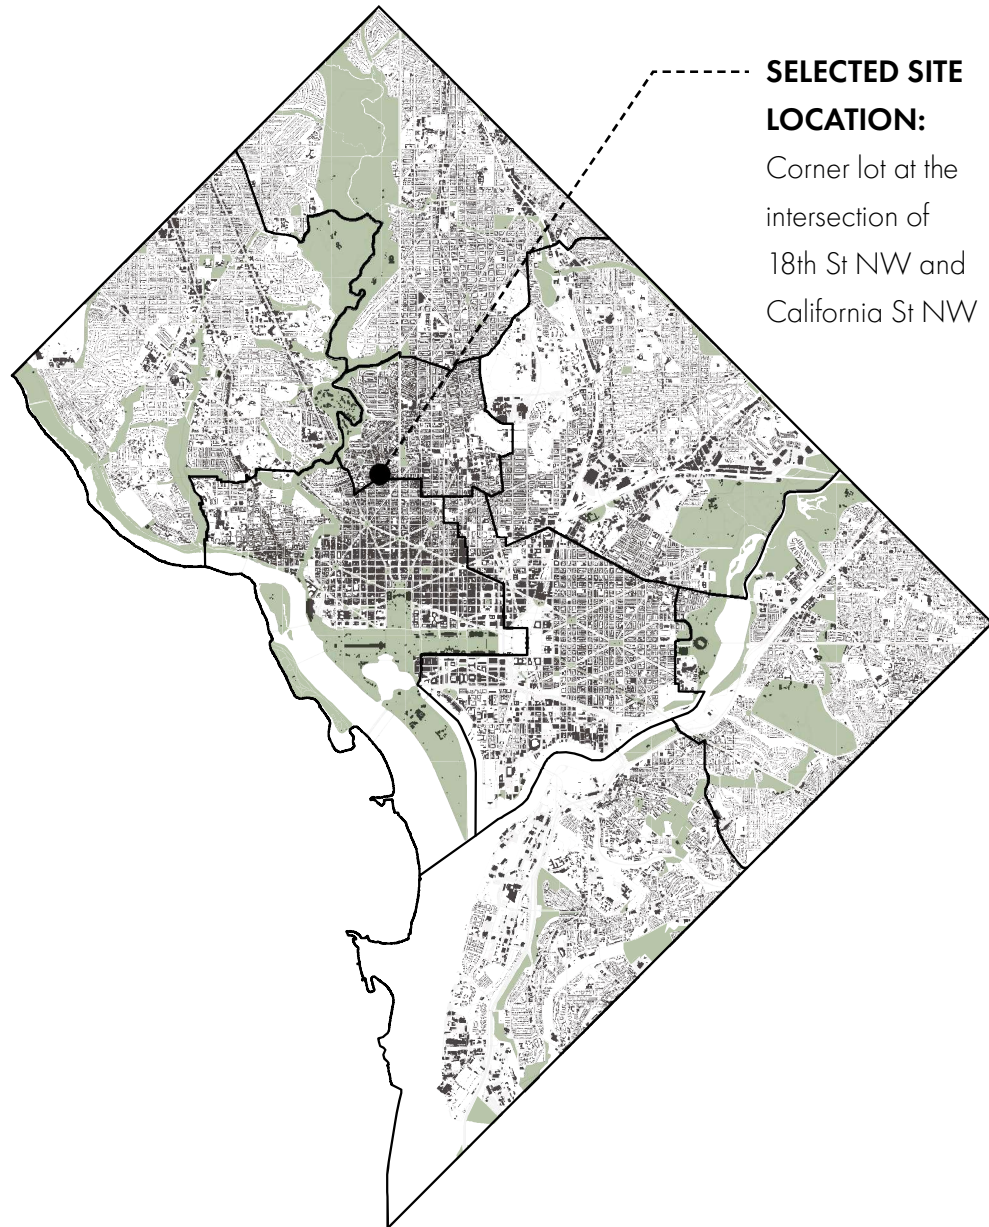 SELECTED SITE
LOCATION:
Corner lot at the
intersection of
18th St NW and
California St NW